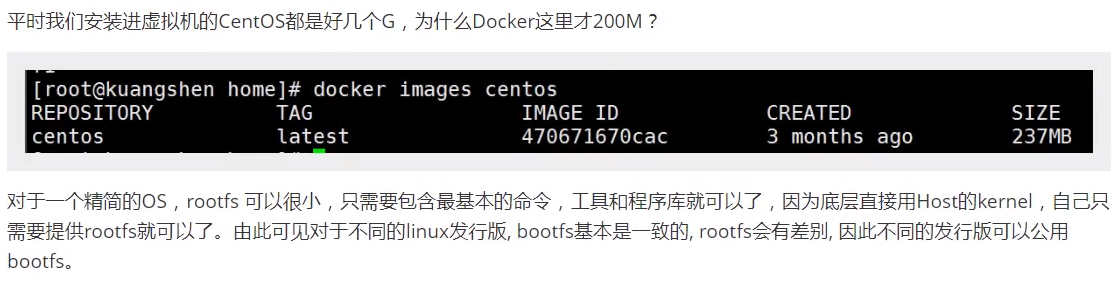 平时我们安装进虚拟机的CentOS都是好几个G，为什么Docker这里才200M？
[root@kuangshen home]# docker images centos
REPOSITORY TAG IMAGE ID CREATED SIZE
centos latest 470671670cac 3 months ago 237MB
对于一个精简的OS，rootfs 可以很小，只需要包含最基本的命令，工具和程序库就可以了，因为底层直接用Host的kernel，自己只
需要提供rootfs就可以了。由此可见对于不同的linux发行版, bootfs基本是一致的, rootfs会有差别, 因此不同的发行版可以公用
bootfs。